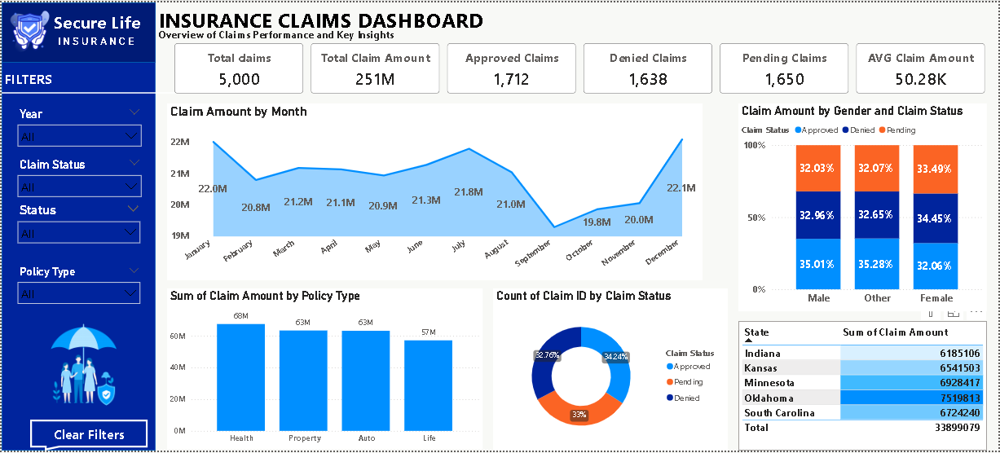 Secure Life
INSURANCE
INSURANCE CLAIMS DASHBOARD
Overview of Claims Performance and Key Insights
Total claims
5,000
Total Claim Amount
251M
Approved Claims
1,712
Denied Claims
1,638
Pending Claims
1,650
AVG Claim Amount
50.28K
FILTERS
Year
All
Claim Status
All
Status
All
Policy Type
All
Clear Filters
Claim Amount by Month
22M
21M
20M
19M
22.0M
20.8M
21.2M
21.1M
20.9M
21.3M
21.8M
21.0M
19.8M
20.0M
22.1M
January
February
March
April
May
June
July
August
September
October
November
December
Claim Amount by Gender and Claim Status
Claim Status Approved Denied Pending
100%
50%
0%
32.03% 32.07% 33.49%
32.96% 32.65% 34.45%
35.01% 35.28% 32.06%
Male Other Female
Sum of Claim Amount by Policy Type
60M
40M
20M
0M
68M
63M
63M
57M
Health Property Auto Life
Count of Claim ID by Claim Status
32.76%
34.24%
33%
Claim Status
Approved
Pending
Denied
State Sum of Claim Amount
Indiana 6185106
Kansas 6541503
Minnesota 6928417
Oklahoma 7519813
South Carolina 6724240
Total 33899079